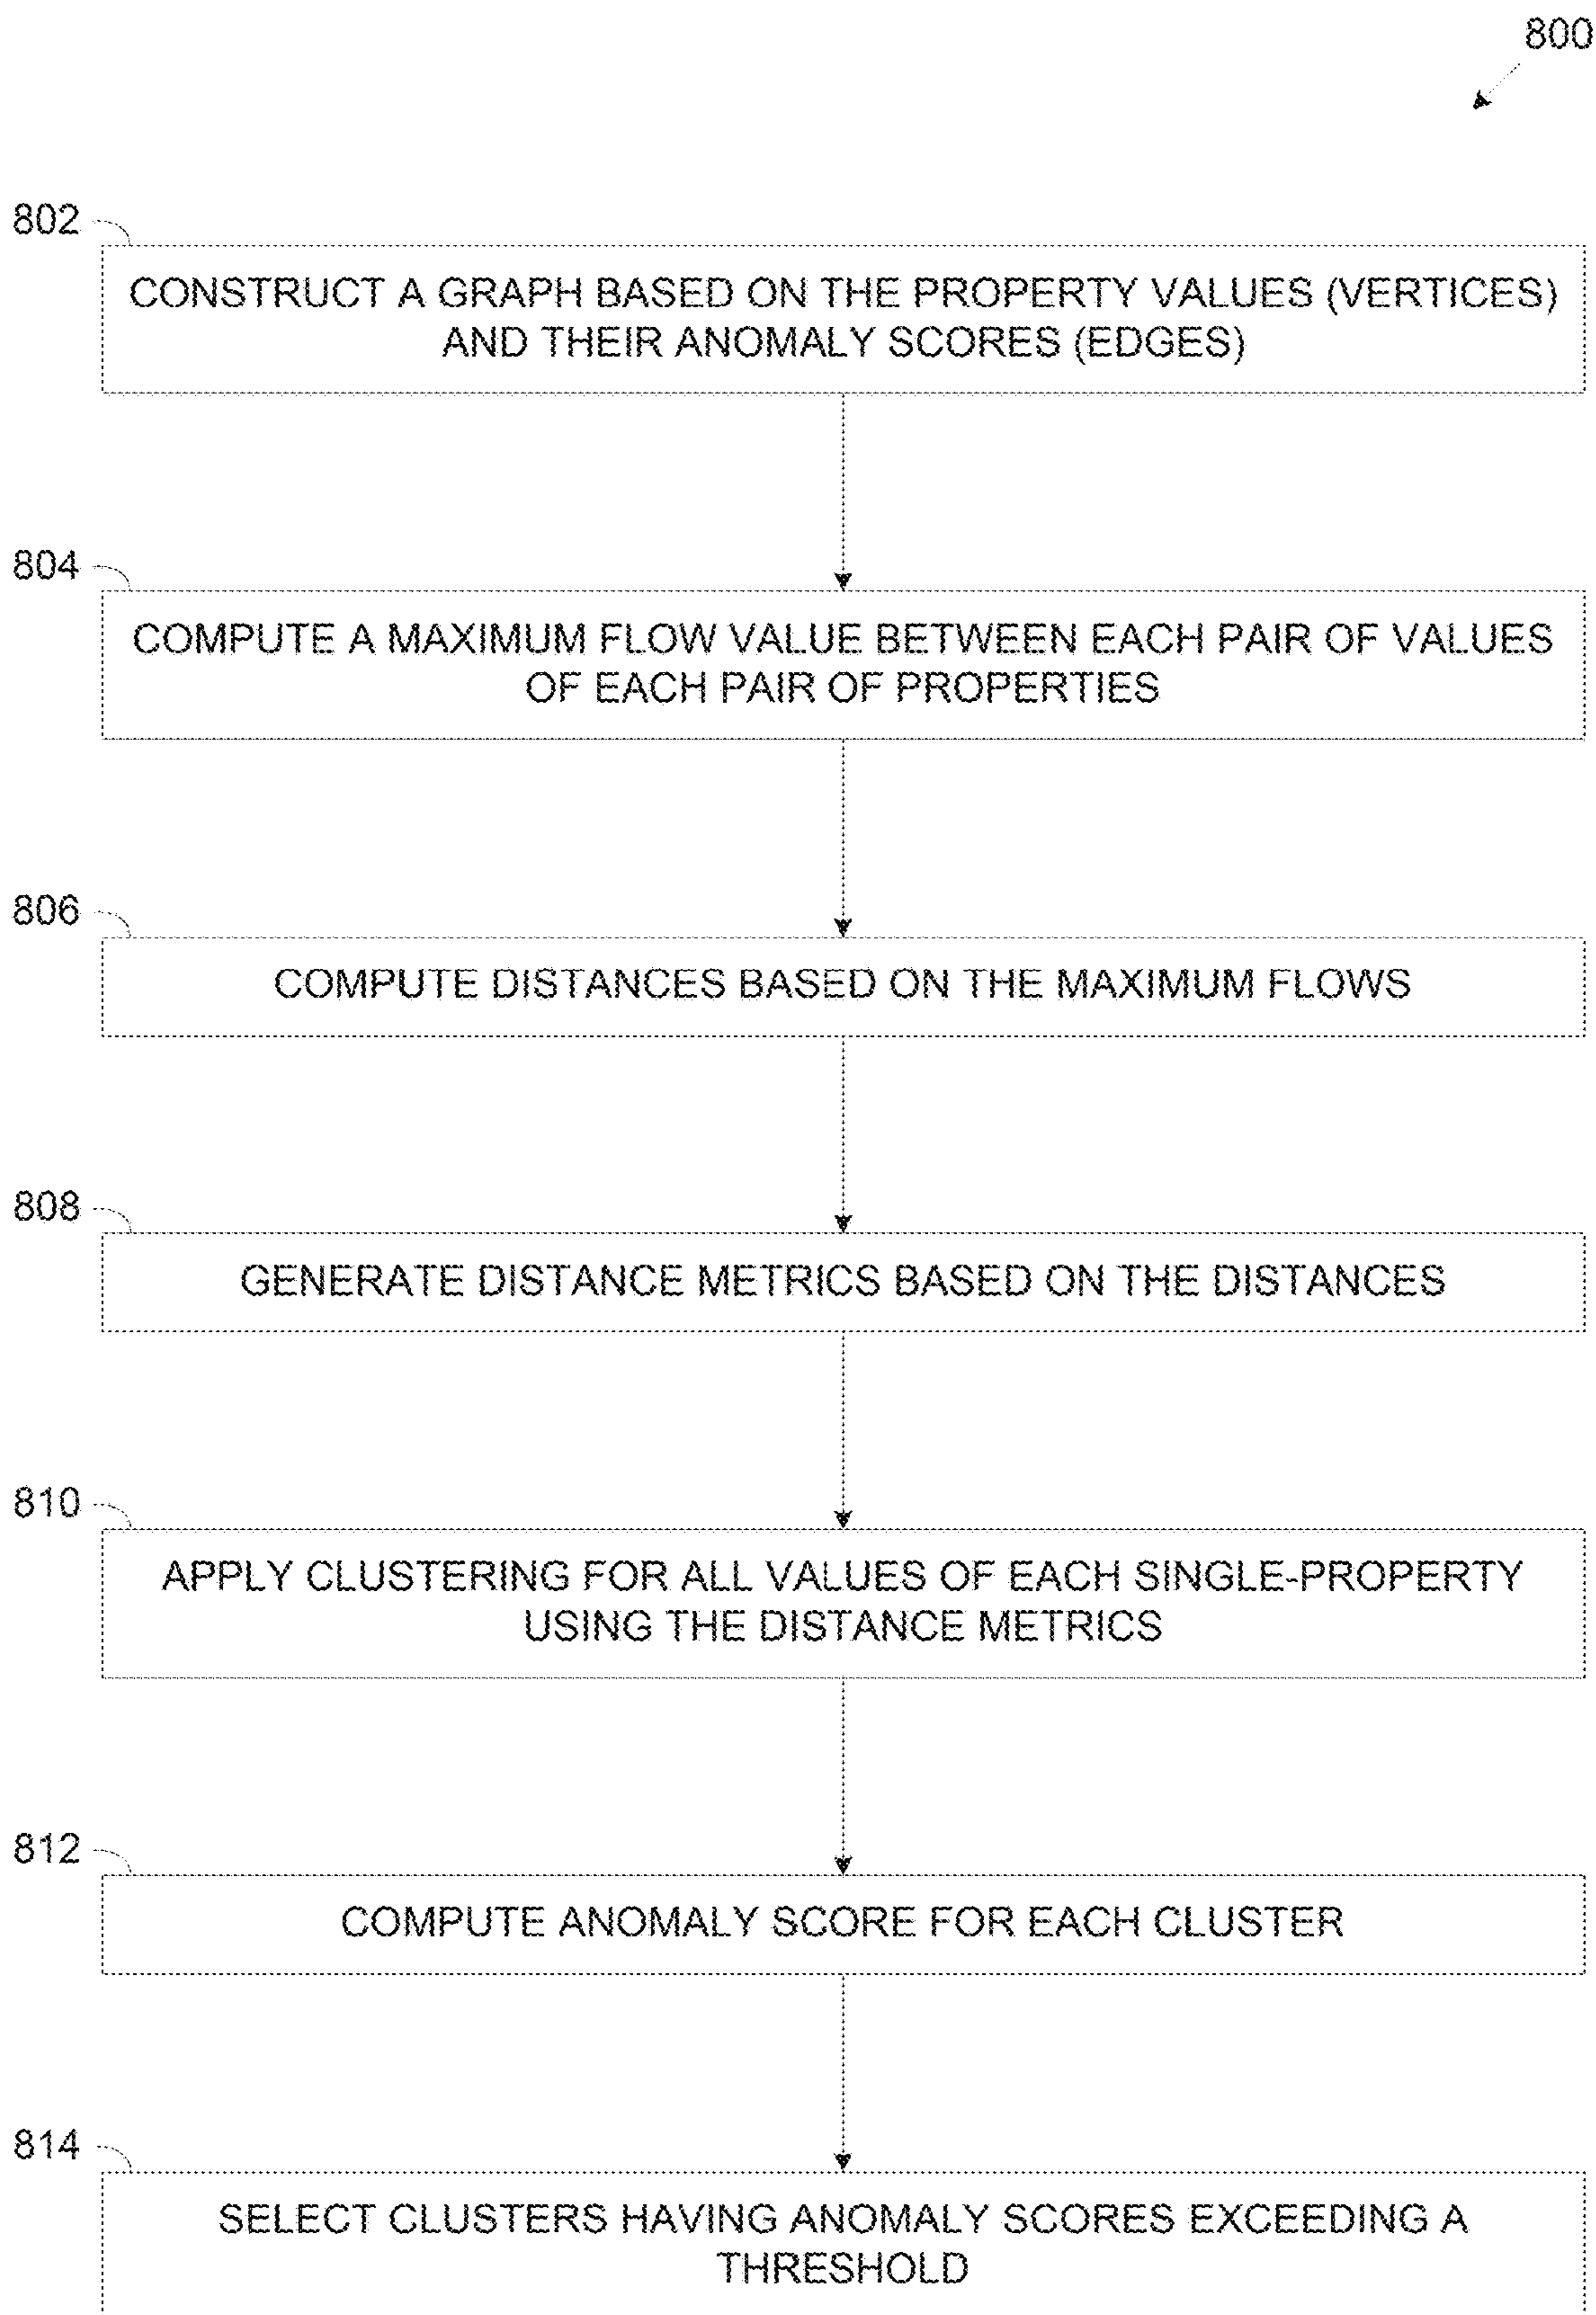 800
802
CONSTRUCT A GRAPH BASED ON THE PROPERTY VALUES (VERTICES)
AND THEIR ANOMALY SCORES (EDGES)
804
COMPUTE A MAXIMUM FLOW VALUE BETWEEN EACH PAIR OF VALUES
OF EACH PAIR OF PROPERTIES
806
COMPUTE DISTANCES BASED ON THE MAXIMUM FLOWS
808
GENERATE DISTANCE METRICS BASED ON THE DISTANCES
810
APPLY CLUSTERING FOR ALL VALUES OF EACH SINGLE-PROPERTY
USING THE DISTANCE METRICS
812
COMPUTE ANOMALY SCORE FOR EACH CLUSTER
814
SELECT CLUSTERS HAVING ANOMALY SCORES EXCEEDING A
THRESHOLD